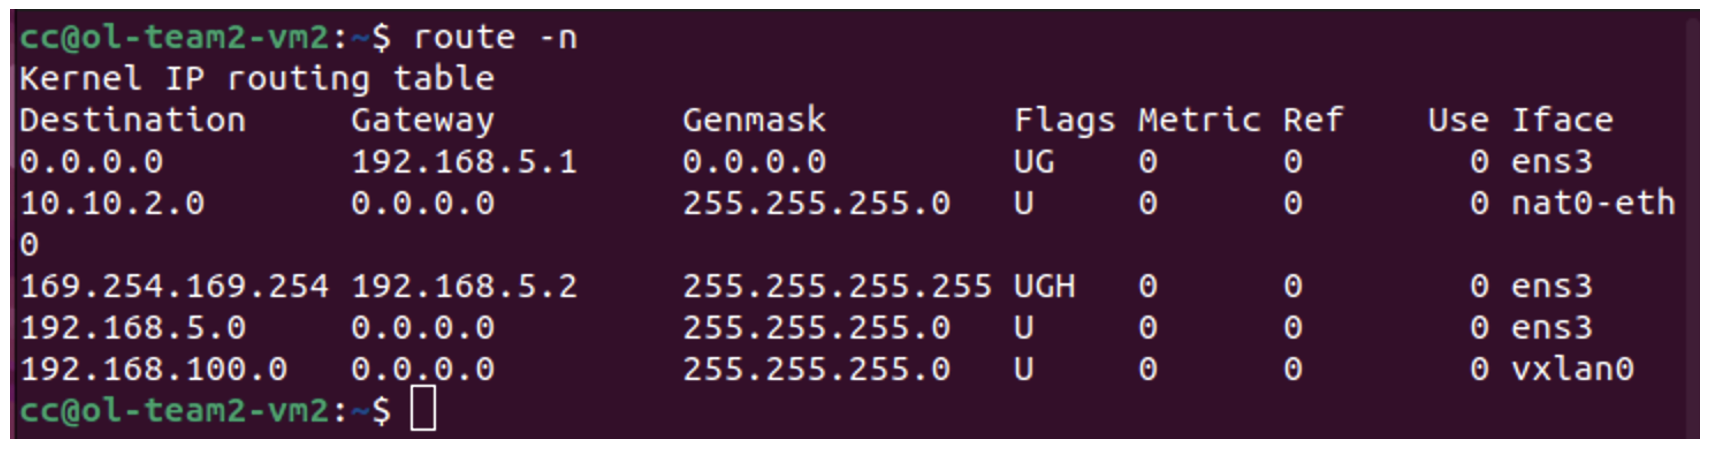 cc@ol-team2-vm2:~$ route -n
Kernel IP routing table
Destination     Gateway         Genmask         Flags Metric Ref    Use Iface
0.0.0.0         192.168.5.1     0.0.0.0         UG    0      0        0 ens3
10.10.2.0       0.0.0.0         255.255.255.0   U     0      0        0 nat0-eth
0
169.254.169.254 192.168.5.2     255.255.255.255 UGH   0      0        0 ens3
192.168.5.0     0.0.0.0         255.255.255.0   U     0      0        0 ens3
192.168.100.0   0.0.0.0         255.255.255.0   U     0      0        0 vxlan0
cc@ol-team2-vm2:~$